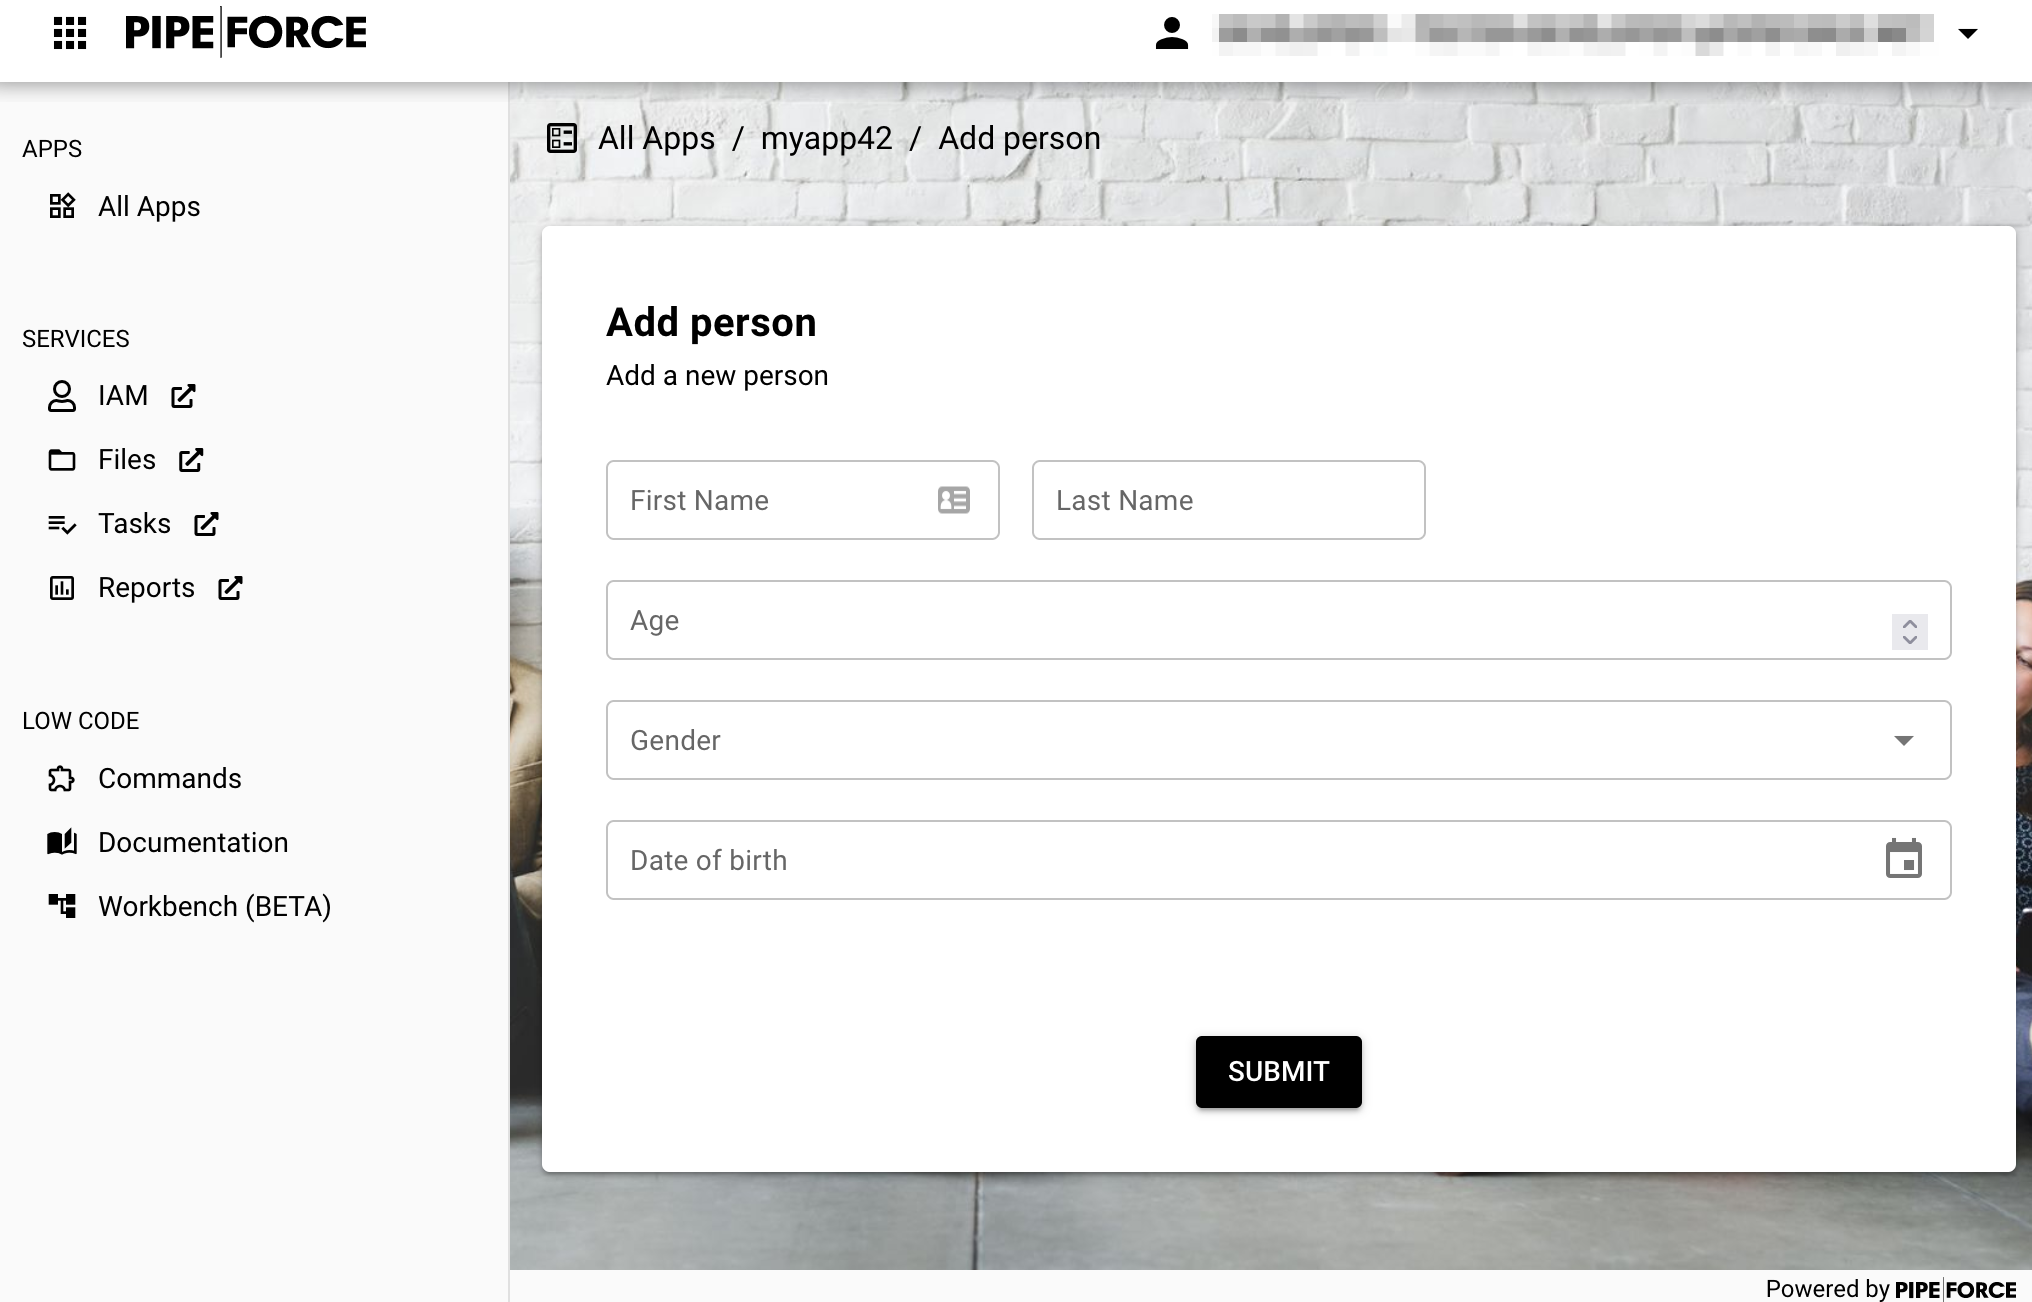 PIPE|FORCE
All Apps / myapp42 / Add person
APPS
All Apps
SERVICES
IAM
Files
Tasks
Reports
LOW CODE
Commands
Documentation
Workbench (BETA)
Add person
Add a new person
First Name
Last Name
Age
Gender
Date of birth
SUBMIT
Powered by PIPE|FORCE